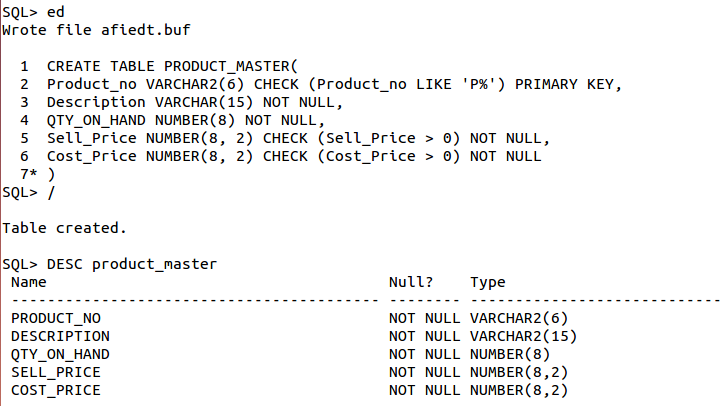 SQL> ed
Wrote file afiedt.buf
1 CREATE TABLE PRODUCT_MASTER(
2 Product_no VARCHAR2(6) CHECK (Product_no LIKE 'P%') PRIMARY KEY,
3 Description VARCHAR(15) NOT NULL,
4 QTY_ON_HAND NUMBER(8) NOT NULL,
5 Sell_Price NUMBER(8, 2) CHECK (Sell_Price > 0) NOT NULL,
6 Cost_Price NUMBER(8, 2) CHECK (Cost_Price > 0) NOT NULL
7* )
SQL> /
Table created.
SQL> DESC product_master
Name Null? Type
----------------------------------------- -------- ----------------------------
PRODUCT_NO NOT NULL VARCHAR2(6)
DESCRIPTION NOT NULL VARCHAR2(15)
QTY_ON_HAND NOT NULL NUMBER(8)
SELL_PRICE NOT NULL NUMBER(8,2)
COST_PRICE NOT NULL NUMBER(8,2)